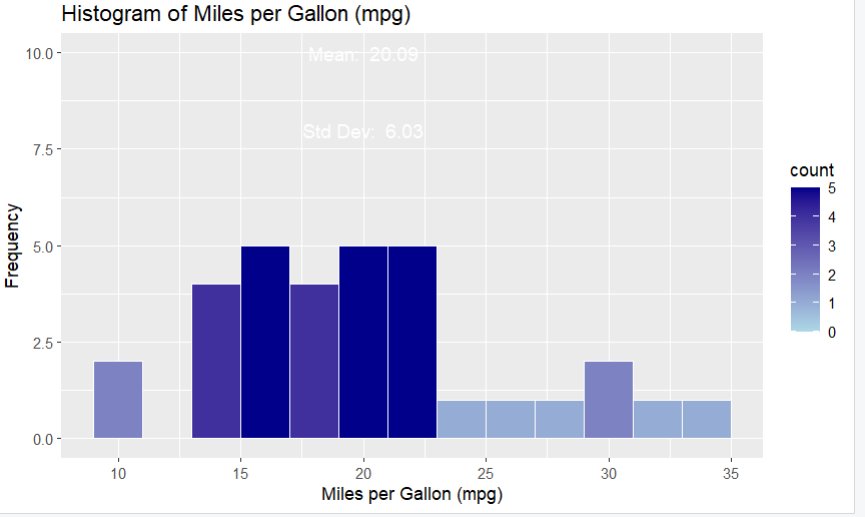 Histogram of Miles per Gallon (mpg)
Mean:  20.09
Std Dev:  6.03
10.0
7.5
5.0
2.5
0.0
Frequency
10 15 20 25 30 35
Miles per Gallon (mpg)
count
5
4
3
2
1
0